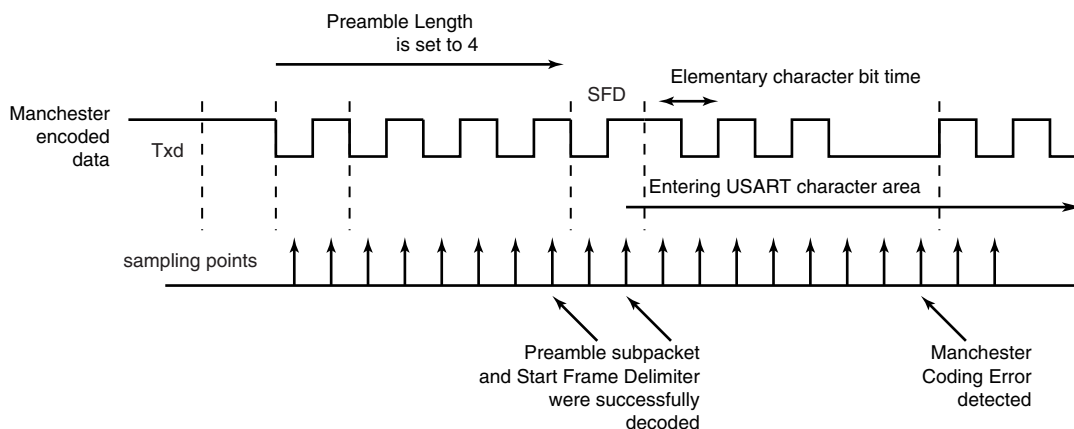 Preamble Length
is set to 4
Elementary character bit time
SFD
Manchester
encoded
data
Txd
Entering USART character area
sampling points
Preamble subpacket
and Start Frame Delimiter
were successfully
decoded
Manchester
Coding Error
detected